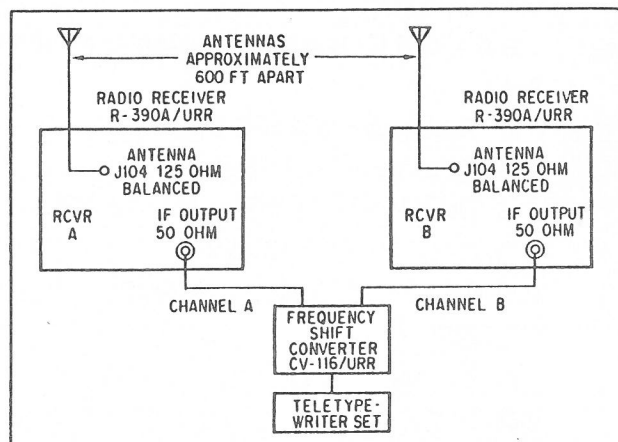 ANTENNAS
APPROXIMATELY
600 FT APART
RADIO RECEIVER
R-390A/URR
ANTENNA
J104 125 OHM
BALANCED
RCVR
A
IF OUTPUT
50 OHM
RADIO RECEIVER
R-390A/URR
ANTENNA
J104 125 OHM
BALANCED
RCVR
B
IF OUTPUT
50 OHM
CHANNEL A
CHANNEL B
FREQUENCY
SHIFT
CONVERTER
CV-116/URR
TELETYPE-
WRITER SET